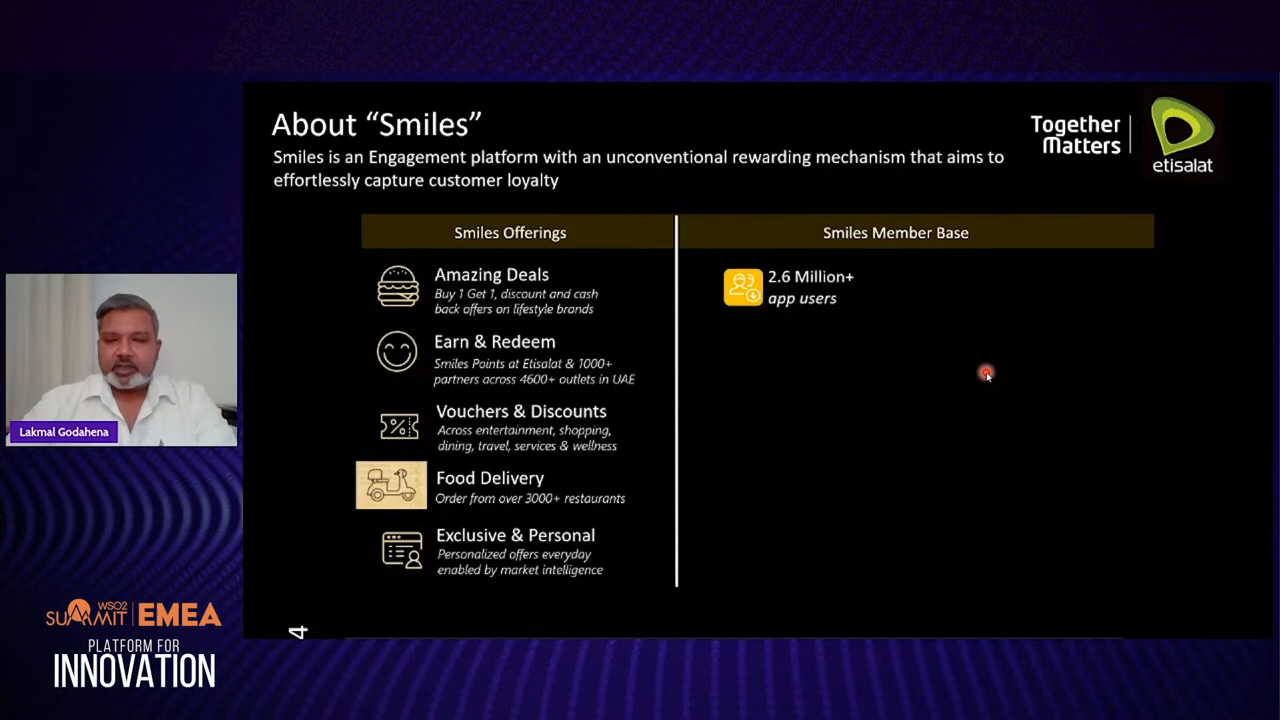 About “Smiles”
Smiles is an Engagement platform with an unconventional rewarding mechanism that aims to
effortlessly capture customer loyalty
Together
Matters
etisalat
Smiles Offerings
Smiles Member Base
Amazing Deals
Buy 1 Get 1, discount and cash
back offers on lifestyle brands
2.6 Million+
app users
Earn & Redeem
Smiles Points at Etisalat & 1000+
partners across 4600+ outlets in UAE
Vouchers & Discounts
Across entertainment, shopping,
dining, travel, services & wellness
Food Delivery
Order from over 3000+ restaurants
Exclusive & Personal
Personalized offers everyday
enabled by market intelligence
4
Lakmal Godahena
WSO2
SUMMIT EMEA
PLATFORM FOR
INNOVATION